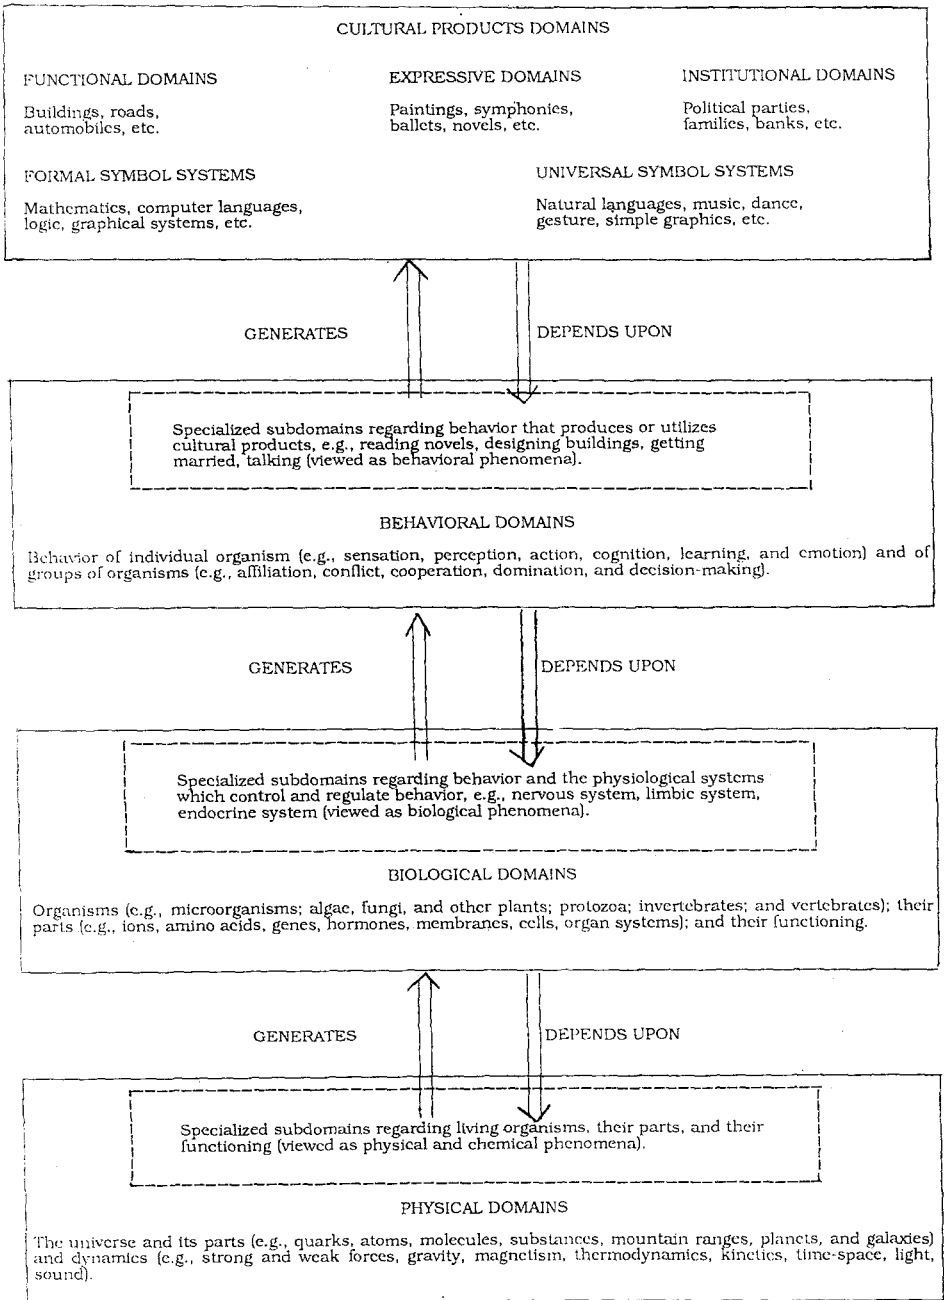 CULTURAL PRODUCTS DOMAINS
FUNCTIONAL DOMAINS
Buildings, roads,
automobiles, etc.
EXPRESSIVE DOMAINS
Paintings, symphonies,
ballets, novels, etc.
INSTITUTIONAL DOMAINS
Political parties,
families, banks, etc.
FORMAL SYMBOL SYSTEMS
Mathematics, computer languages,
logic, graphical systems, etc.
UNIVERSAL SYMBOL SYSTEMS
Natural languages, music, dance,
gesture, simple graphics, etc.
GENERATES
DEPENDS UPON
Specialized subdomains regarding behavior that produces or utilizes
cultural products, e.g., reading novels, designing buildings, getting
married, talking (viewed as behavioral phenomena).
BEHAVIORAL DOMAINS
Behavior of individual organism (e.g., sensation, perception, action, cognition, learning, and emotion) and of
groups of organisms (e.g., affiliation, conflict, cooperation, domination, and decision-making).
GENERATES
DEPENDS UPON
Specialized subdomains regarding behavior and the physiological systems
which control and regulate behavior, e.g., nervous system, limbic system,
endocrine system (viewed as biological phenomena).
BIOLOGICAL DOMAINS
Organisms (e.g., microorganisms; algae, fungi, and other plants; protozoa; invertebrates; and vertebrates); their
parts (e.g., ions, amino acids, genes, hormones, membranes, cells, organ systems); and their functioning.
GENERATES
DEPENDS UPON
Specialized subdomains regarding living organisms, their parts, and their
functioning (viewed as physical and chemical phenomena).
PHYSICAL DOMAINS
The universe and its parts (e.g., quarks, atoms, molecules, substances, mountain ranges, planets, and galaxies)
and dynamics (e.g., strong and weak forces, gravity, magnetism, thermodynamics, kinetics, time-space, light,
sound).